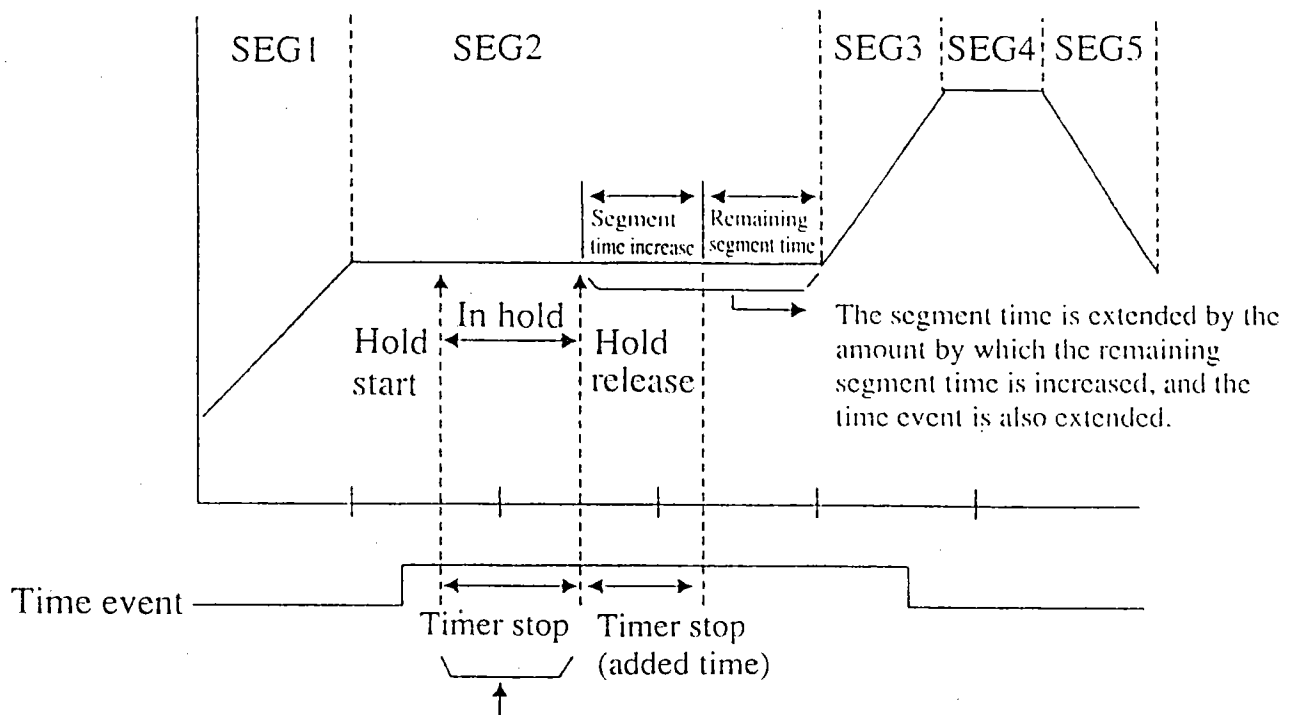 SEG1
SEG2
SEG3
SEG4
SEG5
Segment
time increase
Remaining
segment time
In hold
Hold
start
Hold
release
The segment time is extended by the
amount by which the remaining
segment time is increased, and the
time event is also extended.
Time event
Timer stop
Timer stop
(added time)